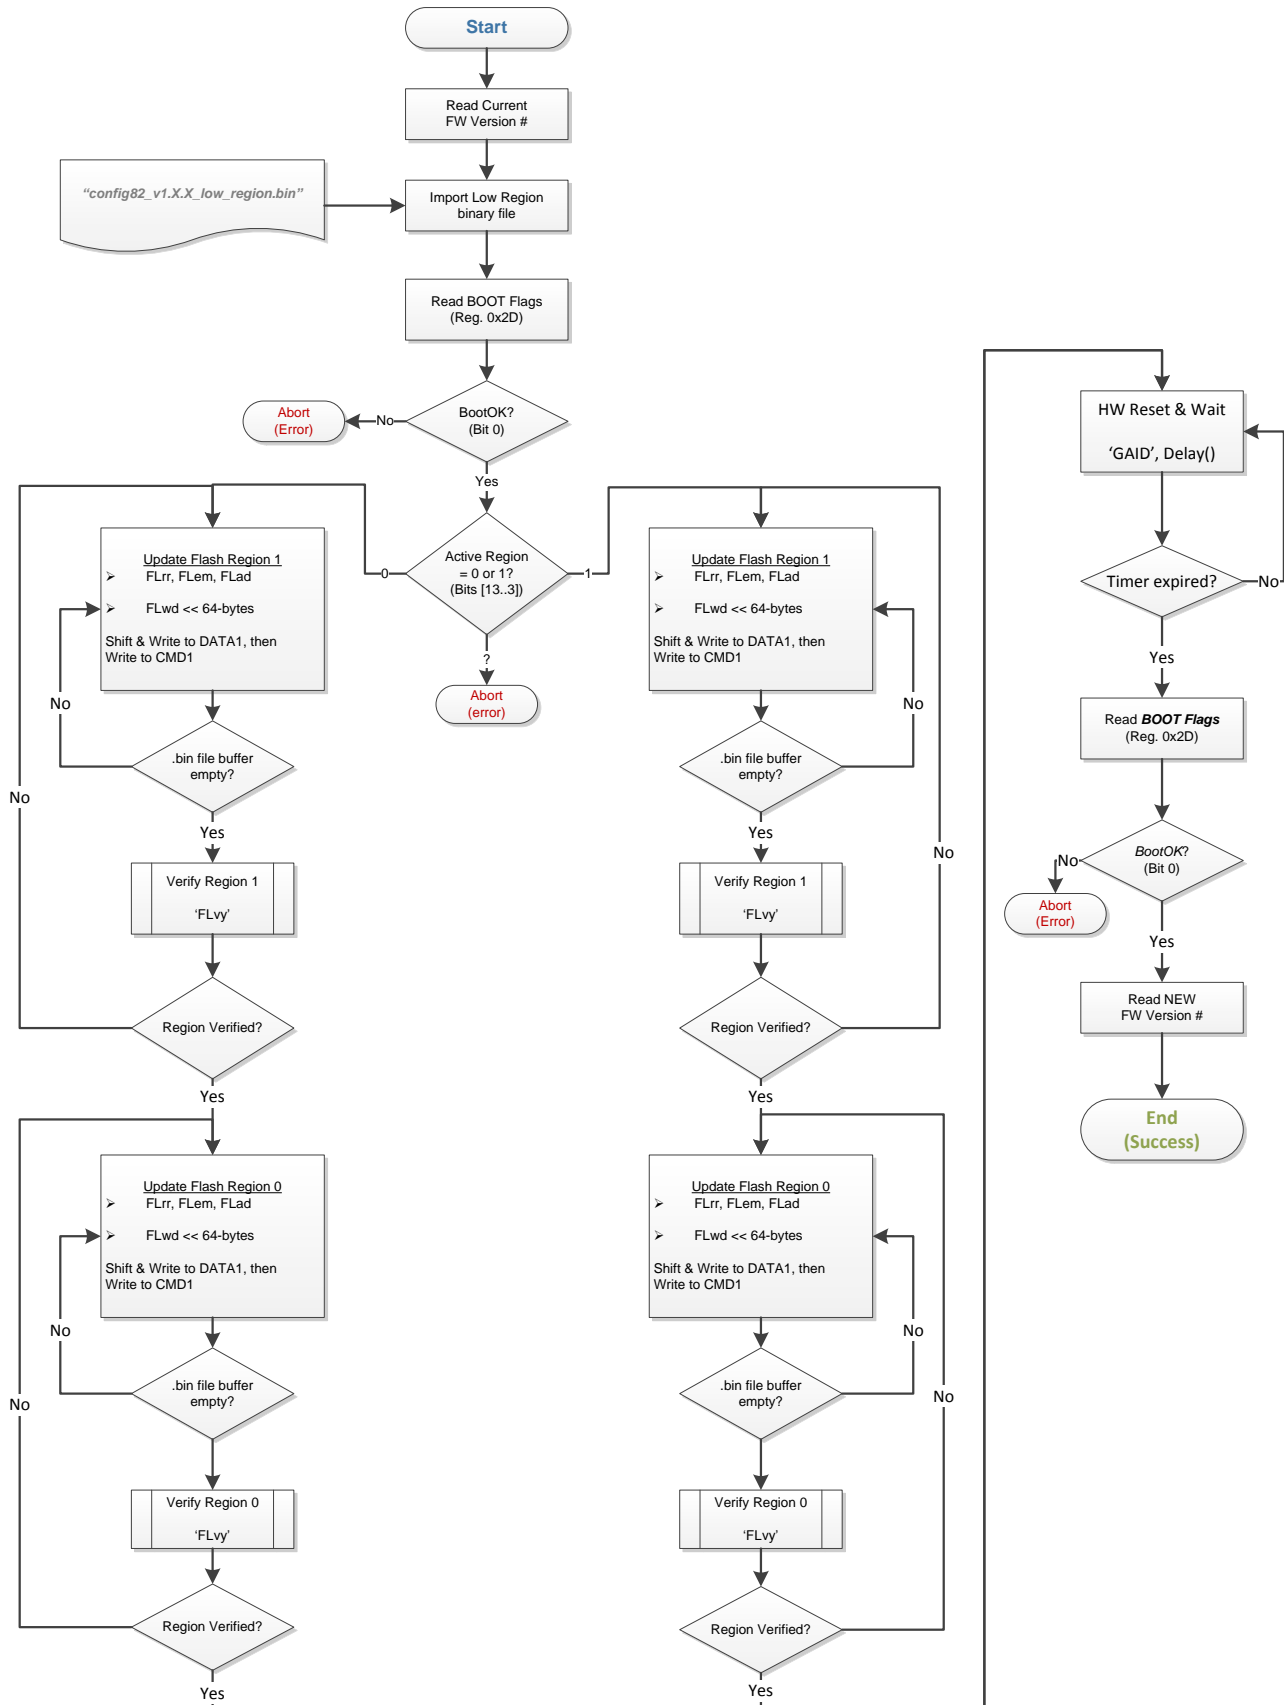 Start
Read Current
FW Version #
“config82_v1.X.X_low_region.bin”
Import Low Region
binary file
Read BOOT Flags
(Reg. 0x2D)
BootOK?
(Bit 0)
No
Abort
(Error)
Yes
Active Region
= 0 or 1?
(Bits [13..3])
0
1
?
Abort
(error)
Update Flash Region 1
➢ FLrr, FLem, FLad
➢ FLwd << 64-bytes
Shift & Write to DATA1, then
Write to CMD1
No
.bin file buffer
empty?
Yes
Verify Region 1
‘FLvy’
Region Verified?
No
Yes
Update Flash Region 0
➢ FLrr, FLem, FLad
➢ FLwd << 64-bytes
Shift & Write to DATA1, then
Write to CMD1
No
.bin file buffer
empty?
Verify Region 0
‘FLvy’
Region Verified?
No
Yes
Update Flash Region 1
➢ FLrr, FLem, FLad
➢ FLwd << 64-bytes
Shift & Write to DATA1, then
Write to CMD1
No
.bin file buffer
empty?
Yes
Verify Region 1
‘FLvy’
Region Verified?
No
Yes
Update Flash Region 0
➢ FLrr, FLem, FLad
➢ FLwd << 64-bytes
Shift & Write to DATA1, then
Write to CMD1
No
.bin file buffer
empty?
Verify Region 0
‘FLvy’
Region Verified?
No
Yes
HW Reset & Wait
‘GAID’, Delay()
Timer expired?
No
Yes
Read BOOT Flags
(Reg. 0x2D)
BootOK?
(Bit 0)
No
Abort
(Error)
Yes
Read NEW
FW Version #
End
(Success)